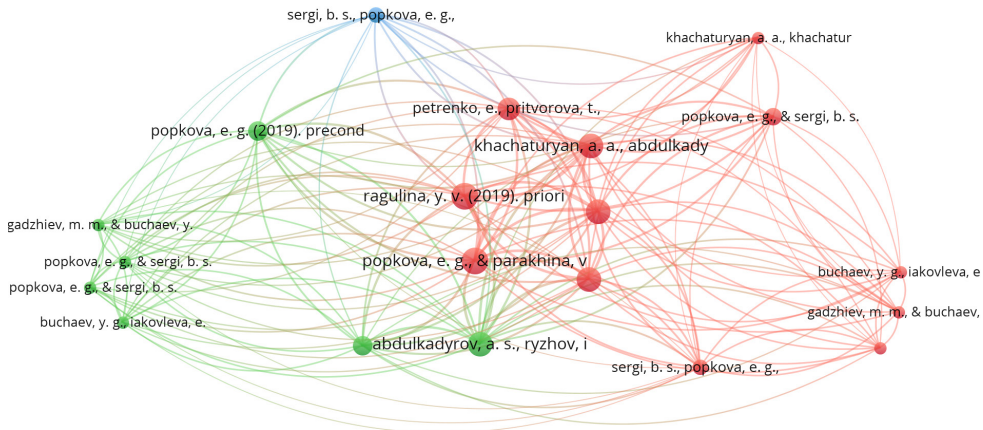 sergi, b. s., popkova, e. g.,
khachaturyan, a. a., khachatur
petrenko, e., pritvorova, t.,
popkova, e. g., & sergi, b. s.
popkova, e. g. (2019). precond
khachaturyan, a. a., abdulkady
ragulina, y. v. (2019). priori
gadzhiev, m. m., & buchaev, y.
popkova, e. g., & sergi, b. s.
popkova, e. g., & parakhina, v
buchaev, y. g., iakovleva, e
popkova, e. g., & sergi, b. s.
gadzhiev, m. m., & buchaev,
buchaev, y. g., iakovleva, e.
abdulkadyrov, a. s., ryzhov, i
sergi, b. s., popkova, e. g.,